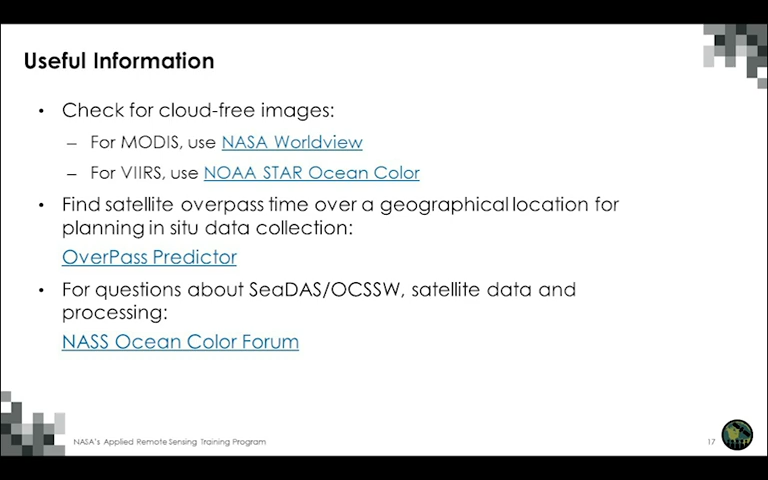 Useful Information
• Check for cloud-free images:
– For MODIS, use NASA Worldview
– For VIIRS, use NOAA STAR Ocean Color
• Find satellite overpass time over a geographical location for
planning in situ data collection:
OverPass Predictor
• For questions about SeaDAS/OCSSW, satellite data and
processing:
NASS Ocean Color Forum
NASA's Applied Remote Sensing Training Program
17